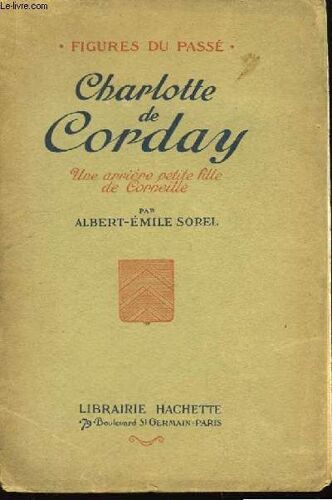 LRI-le-livre.com
• FIGURES DU PASSÉ •
Charlotte
de
Corday
Une arrière petite fille
de Corneille
PAR
ALBERT-ÉMILE SOREL
LIBRAIRIE HACHETTE
•79•Boulevard St GERMAIN•PARIS